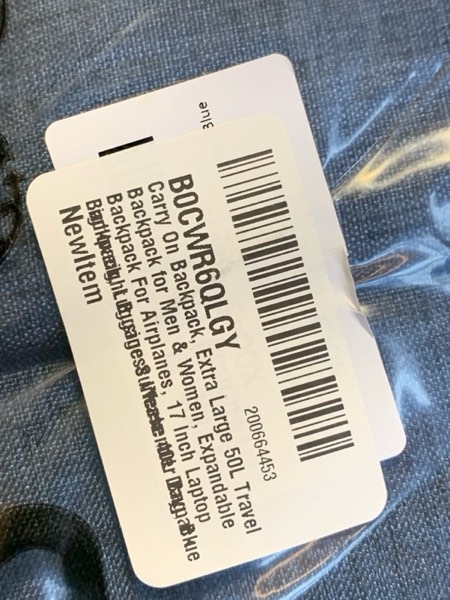 Blue
200664453
B0CWR6QLGY
Carry On Backpack, Extra Large 50L Travel
Backpack for Men & Women, Expandable
Backpack For Airplanes, 17 Inch Laptop
NewItem